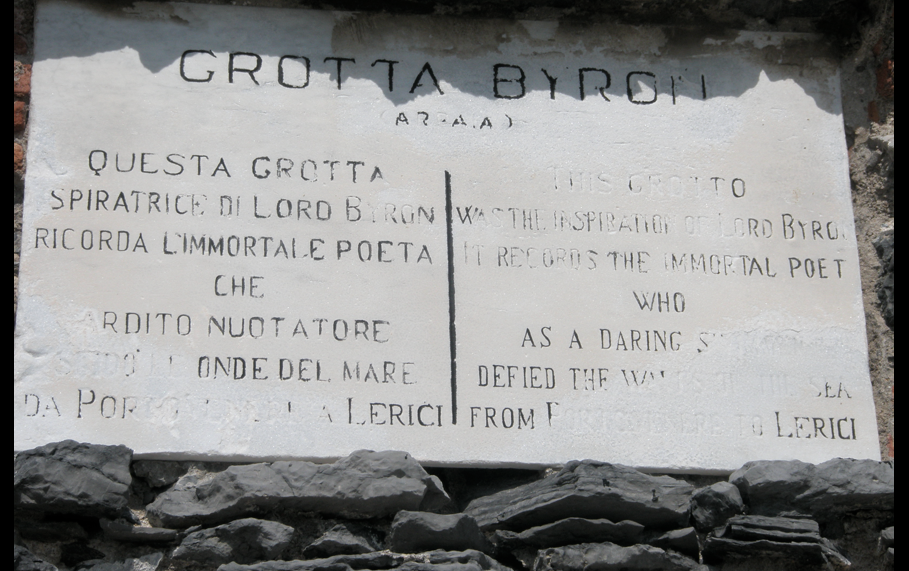 GROTTA BYRON
QUESTA GROTTA
SPIRATRICE DI LORD BYRON
RICORDA L'IMMORTALE POETA
CHE
ARDITO NUOTATORE
ONDE DEL MARE
DA LERICI
THIS GROTTO
WAS THE INSPIRATION OF LORD BYRON
IT RECORDS THE IMMORTAL POET
WHO
AS A DARING
DEFIED THE THE SEA
FROM PORTOVENERE TO LERICI